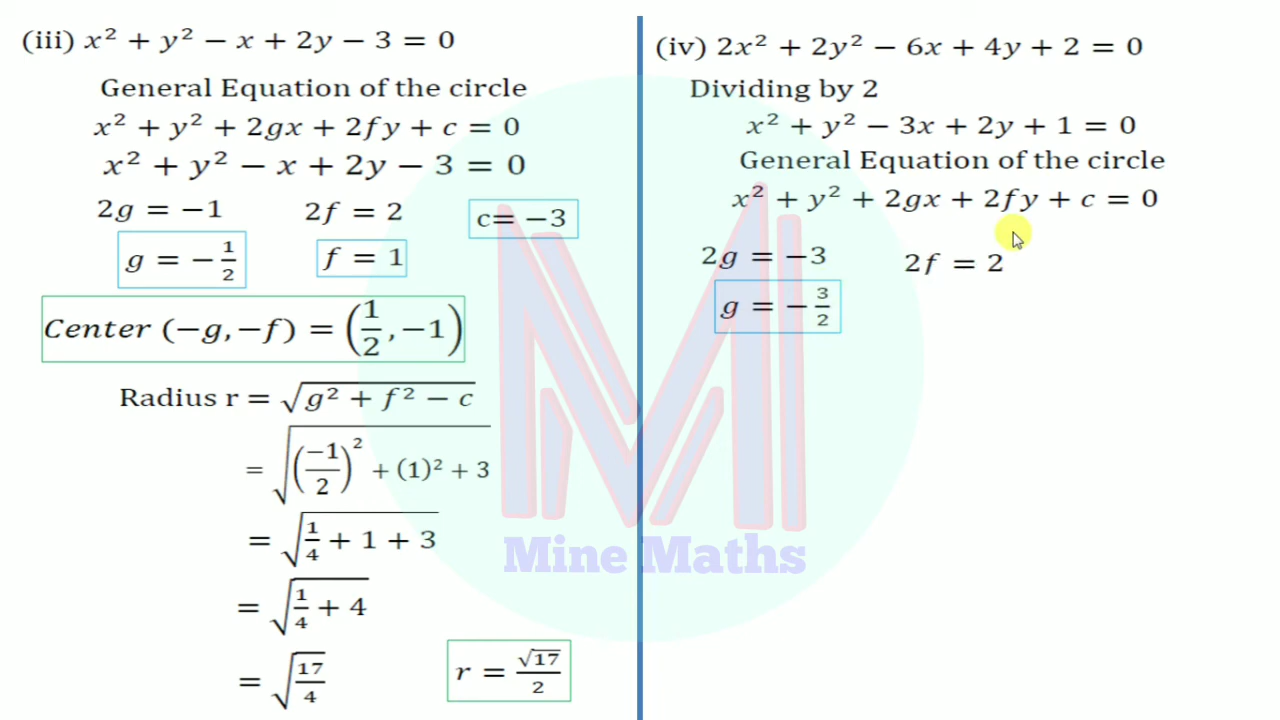 (iii) x² + y² − x + 2y − 3 = 0
General Equation of the circle
x² + y² + 2gx + 2fy + c = 0
x² + y² − x + 2y − 3 = 0
2g = −1 2f = 2 c= −3
g = −1/2 f = 1
Center (−g, −f) = (1/2, −1)
Radius r = √(g² + f² − c)
= √((−1/2)² + (1)² + 3)
= √(1/4 + 1 + 3)
= √(1/4 + 4)
= √(17/4) r = √17/2
(iv) 2x² + 2y² − 6x + 4y + 2 = 0
Dividing by 2
x² + y² − 3x + 2y + 1 = 0
General Equation of the circle
x² + y² + 2gx + 2fy + c = 0
2g = −3 2f = 2
g = −3/2
Mine Maths